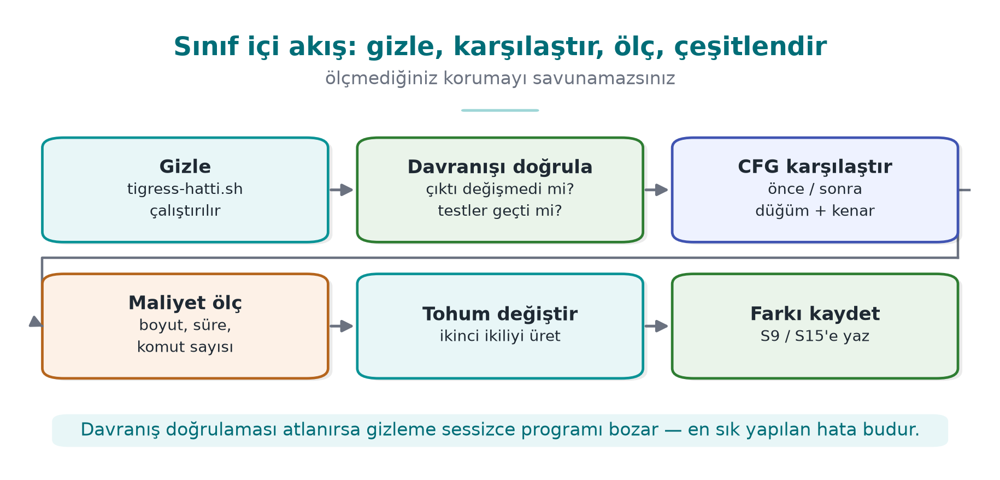 Sınıf içi akış: gizle, karşılaştır, ölç, çeşitlendir
ölçmediğiniz korumayı savunamazsınız
Gizle
tigress-hatti.sh
çalıştırılır
Davranışı doğrula
çıktı değişmedi mi?
testler geçti mi?
CFG karşılaştır
önce / sonra
düğüm + kenar
Maliyet ölç
boyut, süre,
komut sayısı
Tohum değiştir
ikinci ikiliyi üret
Farkı kaydet
S9 / S15'e yaz
Davranış doğrulaması atlanırsa gizleme sessizce programı bozar — en sık yapılan hata budur.